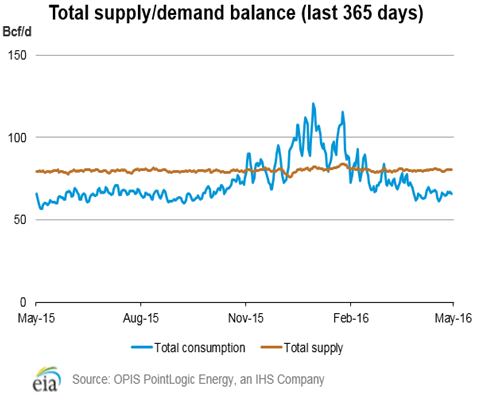 Total supply/demand balance (last 365 days)
Bcf/d
150
100
50
0
May-15 Aug-15 Nov-15 Feb-16 May-16
Total consumption Total supply
eia Source: OPIS PointLogic Energy, an IHS Company